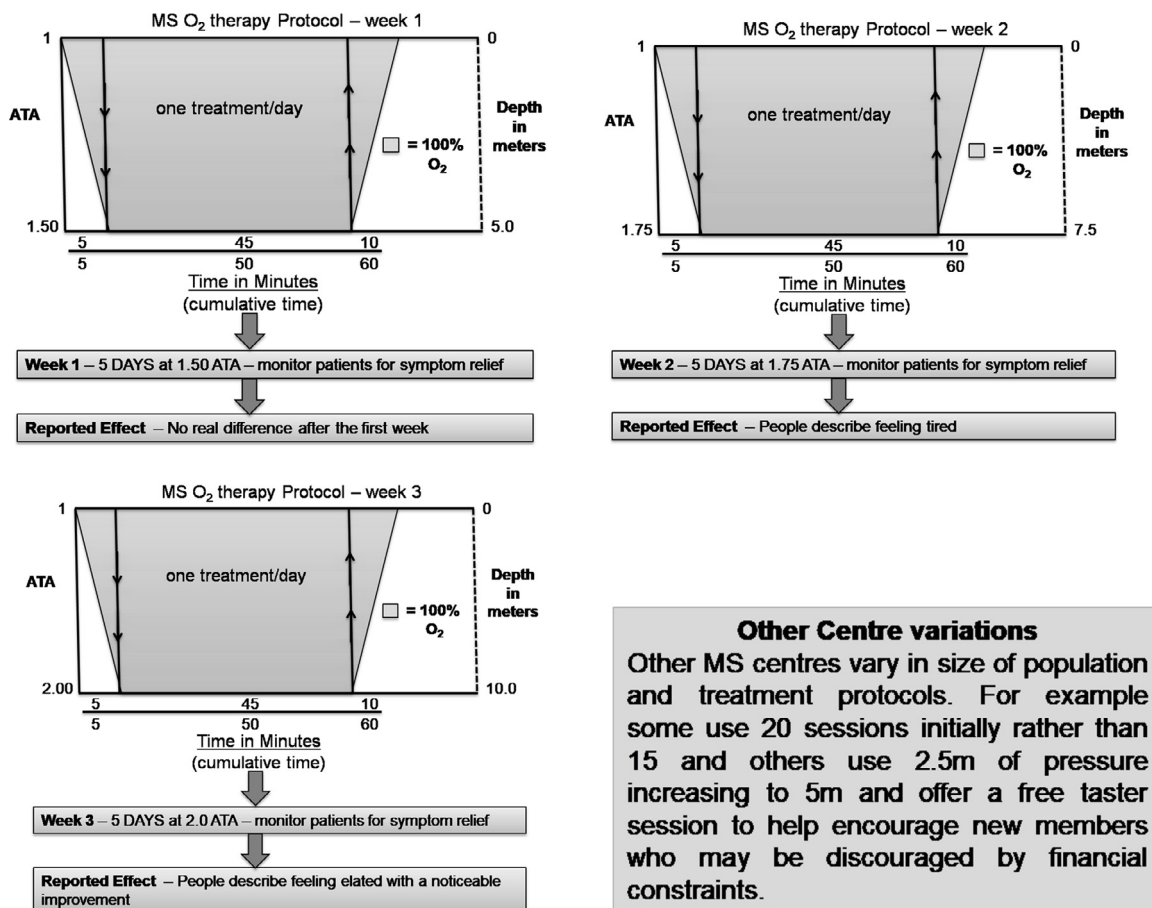 MS O₂ therapy Protocol – week 1
1
0
ATA
one treatment/day
Depth
in
meters
= 100%
O₂
1.50
5.0
5 45 10
5 50 60
Time in Minutes
(cumulative time)
Week 1 – 5 DAYS at 1.50 ATA – monitor patients for symptom relief
Reported Effect – No real difference after the first week
MS O₂ therapy Protocol – week 2
1
0
ATA
one treatment/day
Depth
in
meters
= 100%
O₂
1.75
7.5
5 45 10
5 50 60
Time in Minutes
(cumulative time)
Week 2 – 5 DAYS at 1.75 ATA – monitor patients for symptom relief
Reported Effect – People describe feeling tired
MS O₂ therapy Protocol – week 3
1
0
ATA
one treatment/day
Depth
in
meters
= 100%
O₂
2.00
10.0
5 45 10
5 50 60
Time in Minutes
(cumulative time)
Week 3 – 5 DAYS at 2.0 ATA – monitor patients for symptom relief
Reported Effect – People describe feeling elated with a noticeable
improvement
Other Centre variations
Other MS centres vary in size of population
and treatment protocols. For example
some use 20 sessions initially rather than
15 and others use 2.5m of pressure
increasing to 5m and offer a free taster
session to help encourage new members
who may be discouraged by financial
constraints.